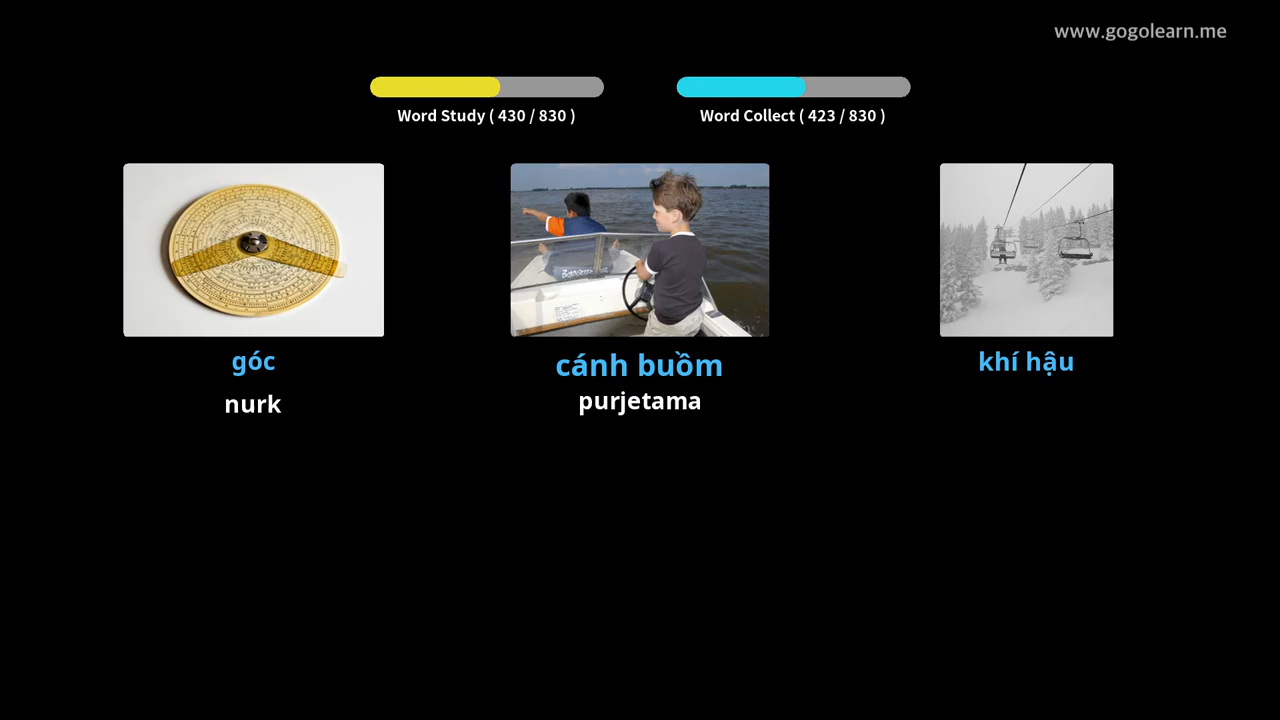 www.gogolearn.me
Word Study ( 430 / 830 )
Word Collect ( 423 / 830 )
góc
nurk
cánh buồm
purjetama
khí hậu